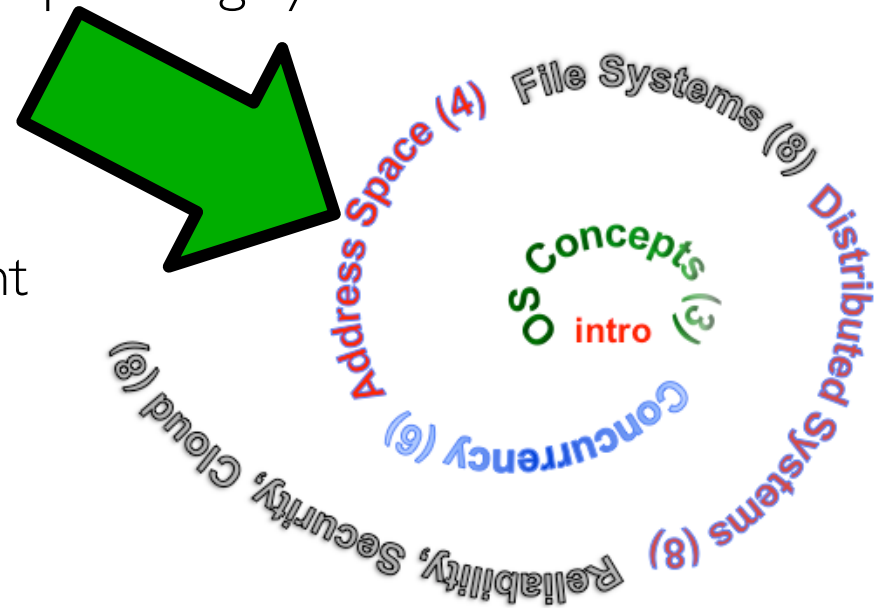 nt
intro
OS Concepts (3)
Concurrency (6)
Address Space (4)
File Systems (8)
Distributed Systems (8)
Reliability, Security, Cloud (8)